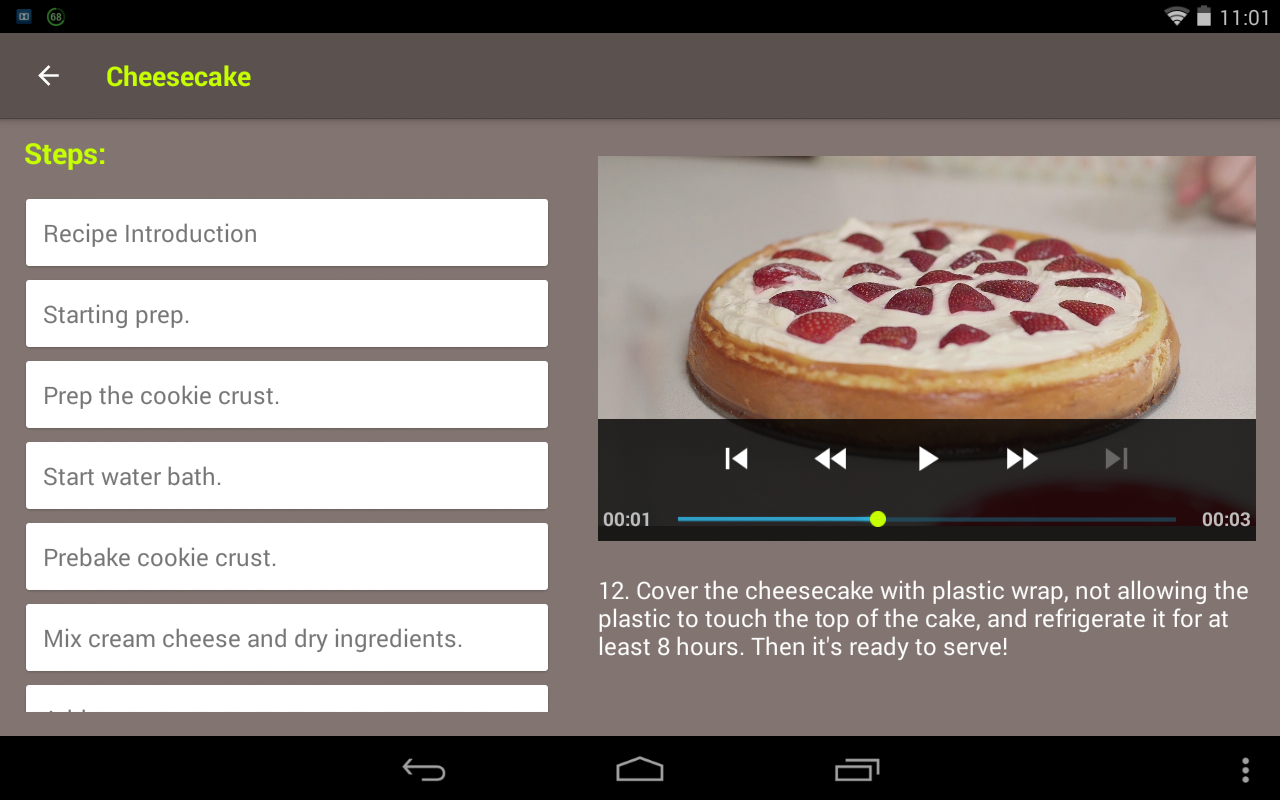 68
11:01
Cheesecake
Steps:
Recipe Introduction
Starting prep.
Prep the cookie crust.
Start water bath.
Prebake cookie crust.
Mix cream cheese and dry ingredients.
00:01
00:03
12. Cover the cheesecake with plastic wrap, not allowing the
plastic to touch the top of the cake, and refrigerate it for at
least 8 hours. Then it's ready to serve!